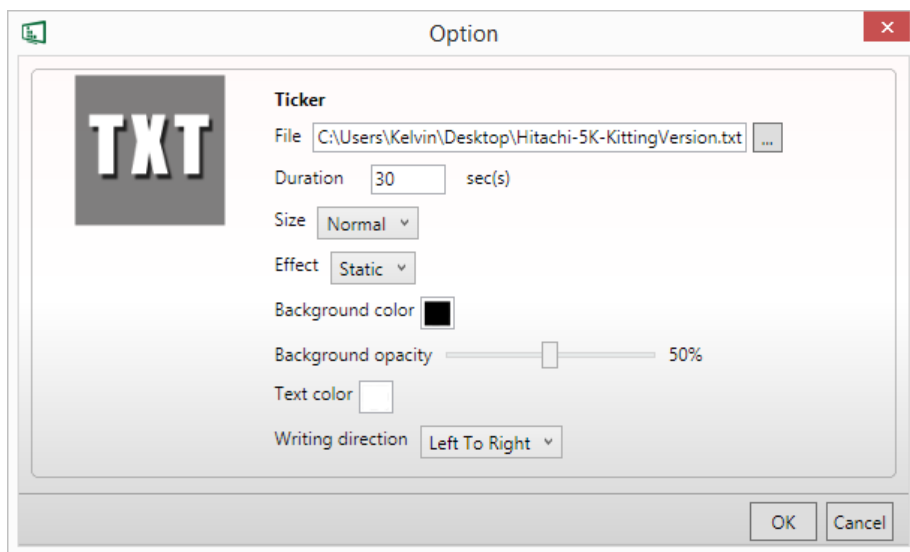 Option
TXT
Ticker
File C:\Users\Kelvin\Desktop\Hitachi-5K-KittingVersion.txt ...
Duration 30 sec(s)
Size Normal
Effect Static
Background color
Background opacity 50%
Text color
Writing direction Left To Right
OK Cancel